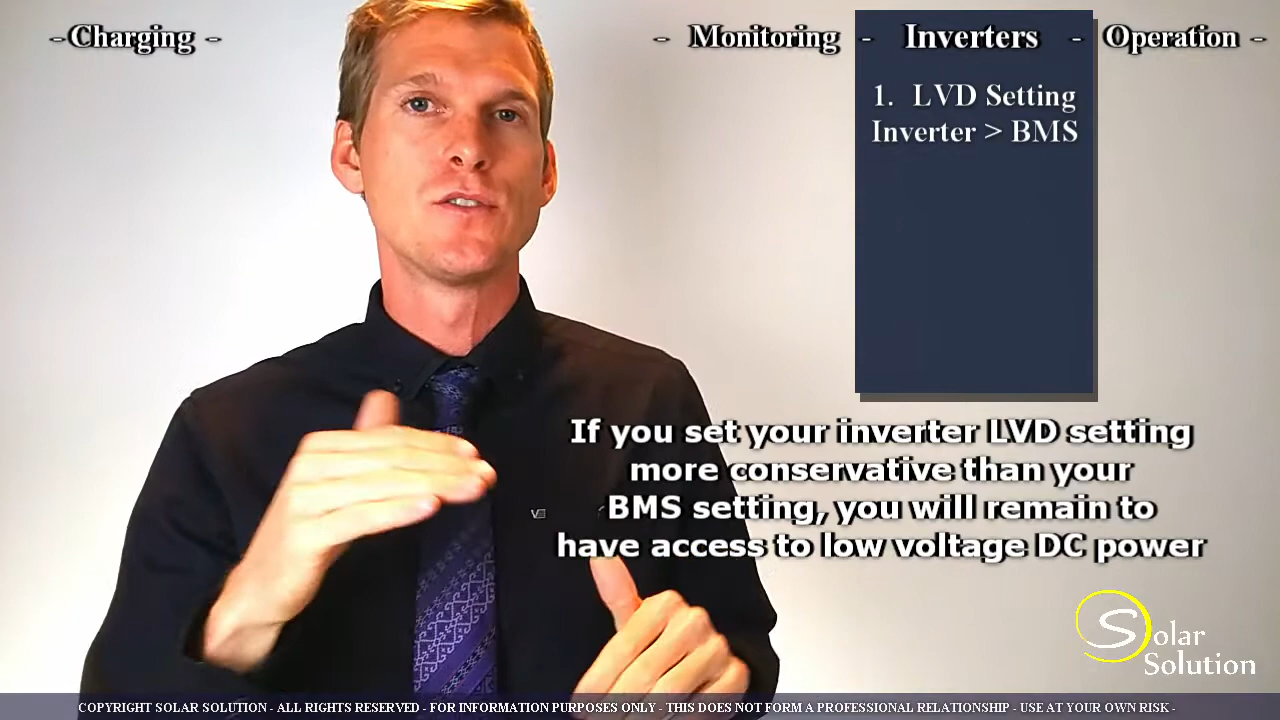 - Charging -
- Monitoring - Inverters - Operation -
1. LVD Setting
Inverter > BMS
If you set your inverter LVD setting
more conservative than your
BMS setting, you will remain to
have access to low voltage DC power
Solar
Solution
COPYRIGHT SOLAR SOLUTION - ALL RIGHTS RESERVED - FOR INFORMATION PURPOSES ONLY - THIS DOES NOT FORM A PROFESSIONAL RELATIONSHIP - USE AT YOUR OWN RISK -